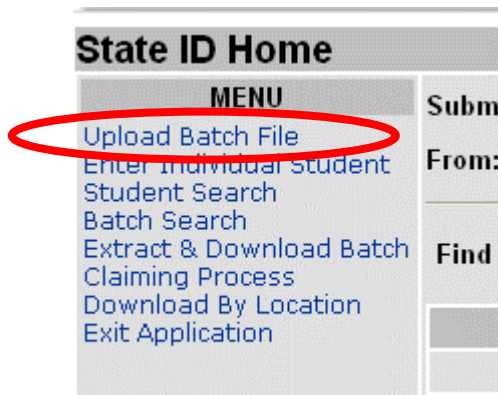 State ID Home
MENU
Upload Batch File
Enter Individual Student
Student Search
Batch Search
Extract & Download Batch
Claiming Process
Download By Location
Exit Application
Subm
From:
Find